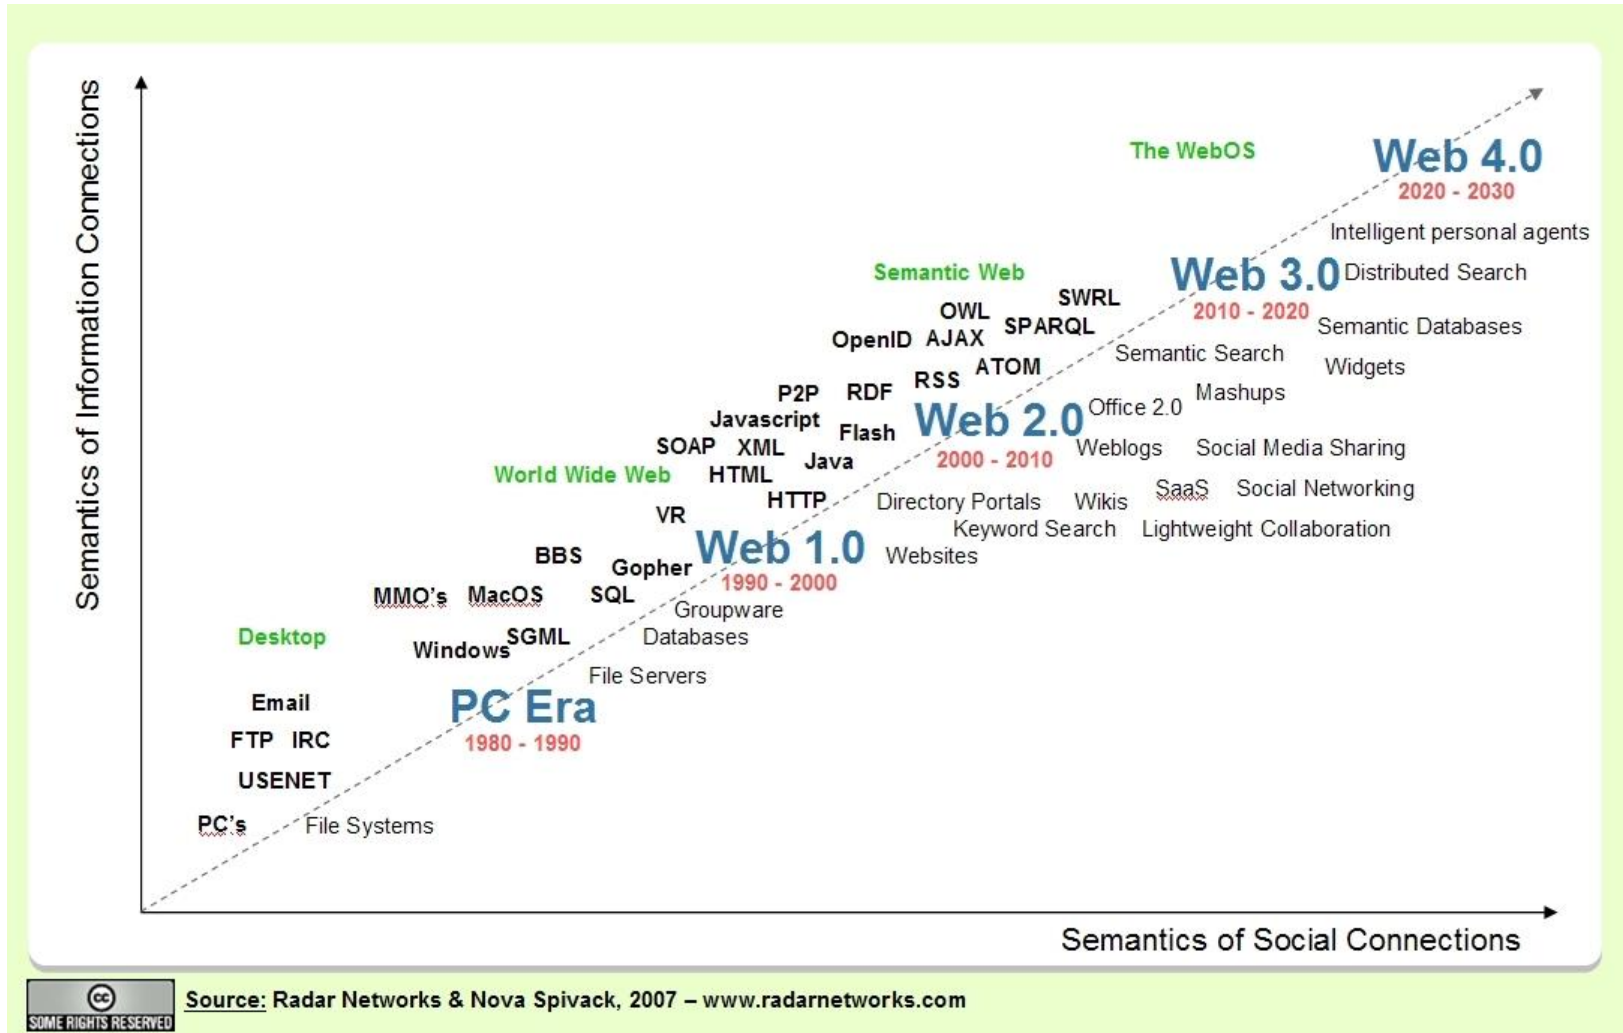 Semantics of Information Connections
The WebOS
Web 4.0
2020 - 2030
Intelligent personal agents
Semantic Web
Web 3.0
Distributed Search
2010 - 2020
SWRL
OWL
SPARQL
Semantic Databases
OpenID
AJAX
Semantic Search
ATOM
Widgets
RSS
P2P
RDF
Mashups
Office 2.0
Javascript
Web 2.0
Flash
SOAP
XML
Weblogs
Social Media Sharing
2000 - 2010
Java
World Wide Web
HTML
SaaS
Social Networking
HTTP
Directory Portals
Wikis
VR
Keyword Search
Lightweight Collaboration
Web 1.0
Websites
BBS
Gopher
1990 - 2000
MMO's
MacOS
SQL
Groupware
Desktop
SGML
Databases
Windows
File Servers
Email
PC Era
1980 - 1990
FTP
IRC
USENET
PC's
File Systems
Semantics of Social Connections
cc
SOME RIGHTS RESERVED
Source: Radar Networks & Nova Spivack, 2007 – www.radarnetworks.com